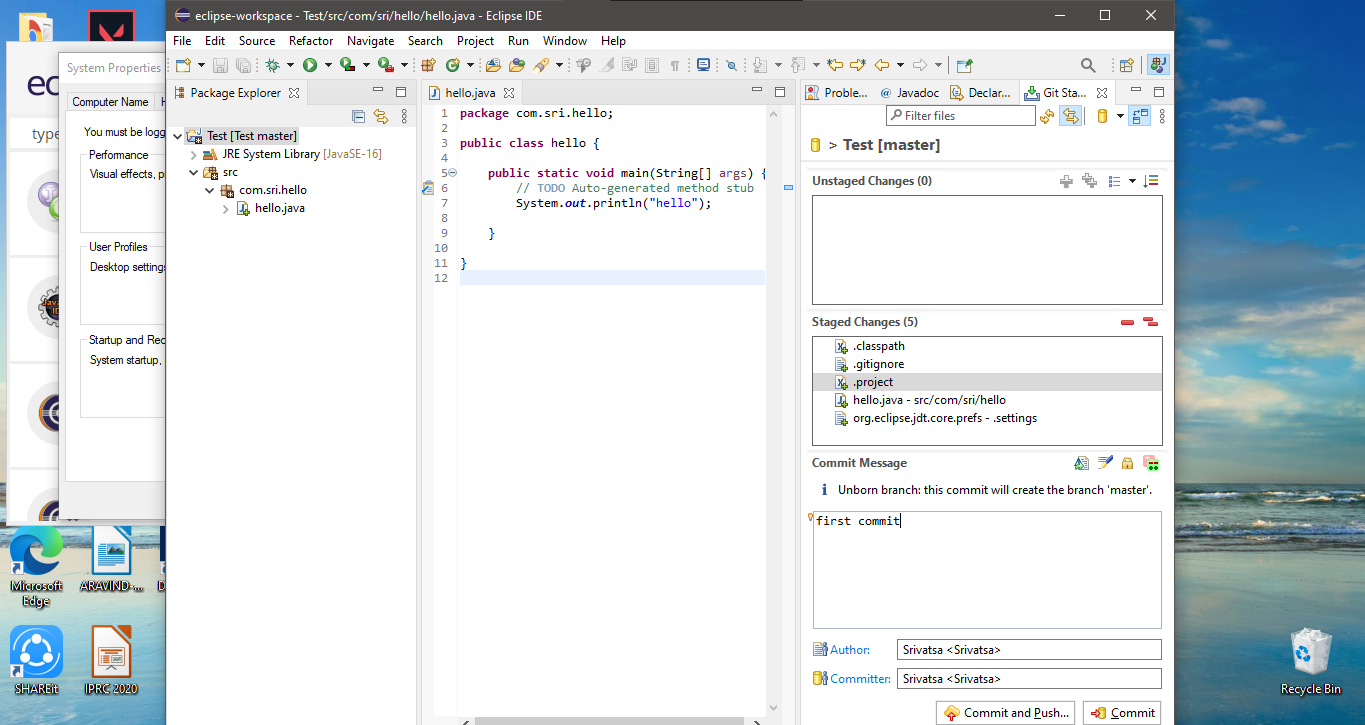 eclipse-workspace - Test/src/com/sri/hello/hello.java - Eclipse IDE
File Edit Source Refactor Navigate Search Project Run Window Help
ec
type
System Properties
Computer Name
You must be logg
Performance
Visual effects, p
User Profiles
Desktop settings
Startup and Rec
System startup,
Package Explorer
Test [Test master]
JRE System Library [JavaSE-16]
src
com.sri.hello
hello.java
hello.java
1 package com.sri.hello;
2
3 public class hello {
4
5 public static void main(String[] args) {
6 // TODO Auto-generated method stub
7 System.out.println("hello");
8
9 }
10
11 }
12
Proble... @ Javadoc Declar... Git Sta...
Filter files
> Test [master]
Unstaged Changes (0)
Staged Changes (5)
.classpath
.gitignore
.project
hello.java - src/com/sri/hello
org.eclipse.jdt.core.prefs - .settings
Commit Message
Unborn branch: this commit will create the branch 'master'.
first commit
Author: Srivatsa <Srivatsa>
Committer: Srivatsa <Srivatsa>
Commit and Push... Commit
Microsoft Edge
ARAVIND-...
D
SHAREit
IPRC 2020
Recycle Bin